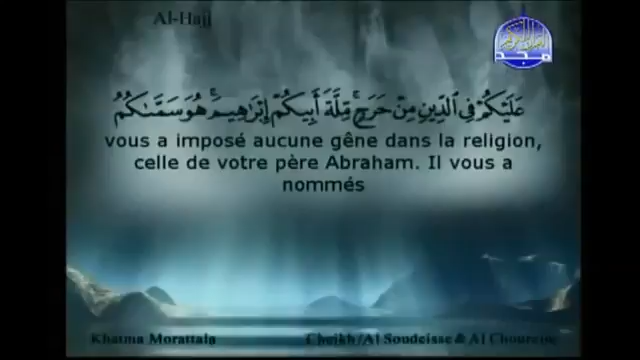 Al-Hajj
عَلَيْكُمْ فِي الدِّينِ مِنْ حَرَجٍ ۚ مِلَّةَ أَبِيكُمْ إِبْرَاهِيمَ ۚ هُوَ سَمَّاكُمُ
vous a imposé aucune gêne dans la religion,
celle de votre père Abraham. Il vous a
nommés
Khatma Morattala
Cheikh/Al Soudeisse & Al Choureime